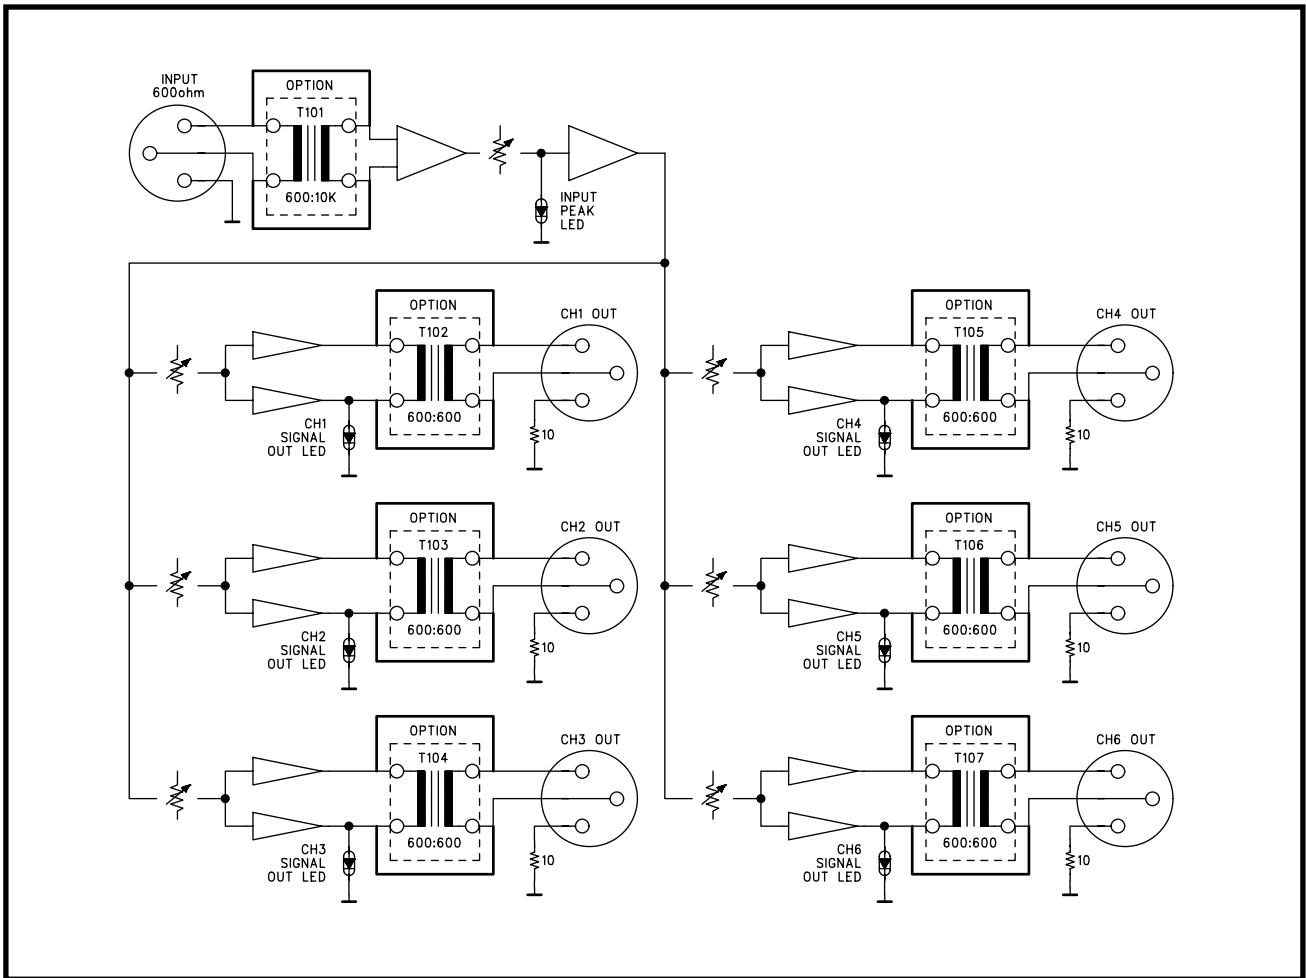 INPUT
600ohm
OPTION
T101
600:10K
INPUT
PEAK
LED
OPTION
T102
600:600
CH1 OUT
CH1
SIGNAL
OUT LED
10
OPTION
T105
600:600
CH4 OUT
CH4
SIGNAL
OUT LED
10
OPTION
T103
600:600
CH2 OUT
CH2
SIGNAL
OUT LED
10
OPTION
T106
600:600
CH5 OUT
CH5
SIGNAL
OUT LED
10
OPTION
T104
600:600
CH3 OUT
CH3
SIGNAL
OUT LED
10
OPTION
T107
600:600
CH6 OUT
CH6
SIGNAL
OUT LED
10